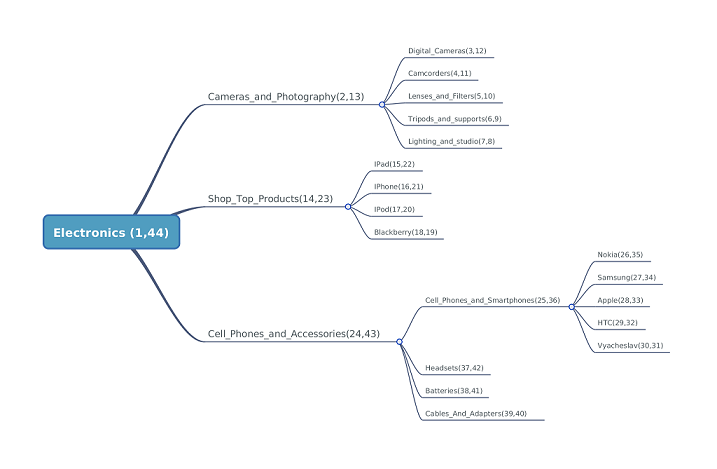 Electronics (1,44)
Cameras_and_Photography(2,13)
Digital_Cameras(3,12)
Camcorders(4,11)
Lenses_and_Filters(5,10)
Tripods_and_supports(6,9)
Lighting_and_studio(7,8)
Shop_Top_Products(14,23)
IPad(15,22)
IPhone(16,21)
IPod(17,20)
Blackberry(18,19)
Cell_Phones_and_Accessories(24,43)
Cell_Phones_and_Smartphones(25,36)
Nokia(26,35)
Samsung(27,34)
Apple(28,33)
HTC(29,32)
Vyacheslav(30,31)
Headsets(37,42)
Batteries(38,41)
Cables_And_Adapters(39,40)